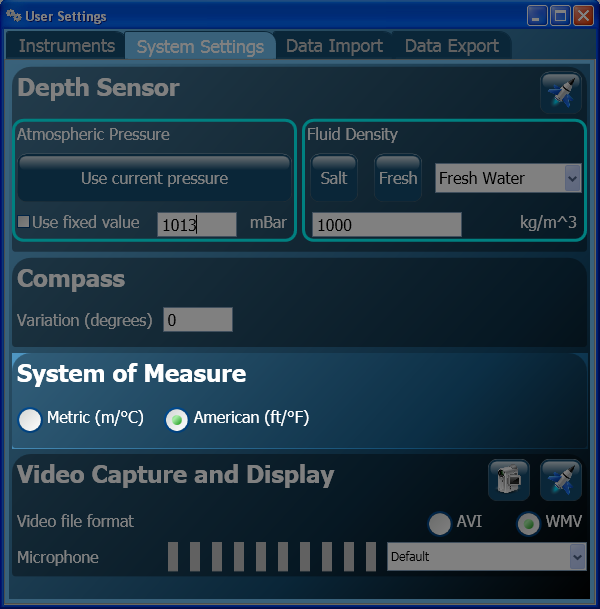 User Settings
Instruments System Settings Data Import Data Export
Depth Sensor
Atmospheric Pressure
Use current pressure
Use fixed value 1013 mBar
Fluid Density
Salt Fresh Fresh Water
1000 kg/m^3
Compass
Variation (degrees) 0
System of Measure
Metric (m/°C) American (ft/°F)
Video Capture and Display
Video file format AVI WMV
Microphone Default